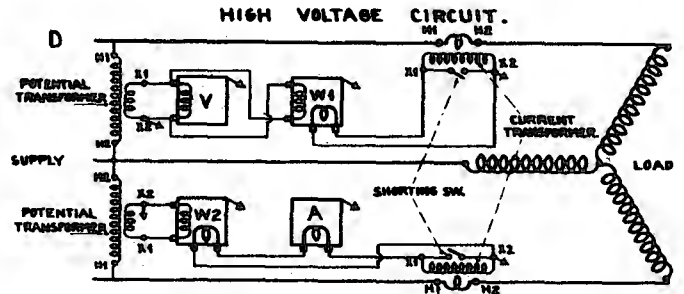 HIGH VOLTAGE CIRCUIT.
D
H1 H2
H1
X1
POTENTIAL
TRANSFORMER
V
W1
X1 X2
X2
H2
CURRENT
TRANSFORMER.
SUPPLY
LOAD
SHORTING SW.
H2
X2
POTENTIAL
TRANSFORMER
W2
A
X1
X1 X2
H1
H1 H2